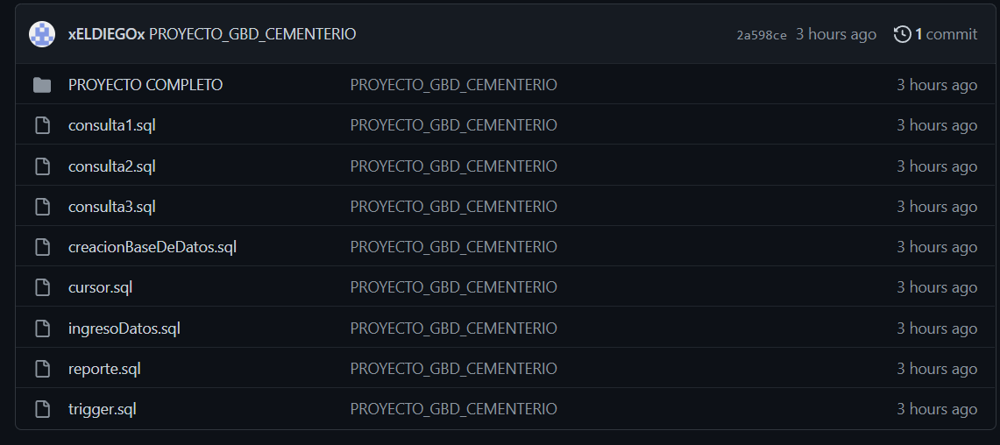 xELDIEGOx PROYECTO_GBD_CEMENTERIO 2a598ce 3 hours ago 1 commit
PROYECTO COMPLETO PROYECTO_GBD_CEMENTERIO 3 hours ago
consulta1.sql PROYECTO_GBD_CEMENTERIO 3 hours ago
consulta2.sql PROYECTO_GBD_CEMENTERIO 3 hours ago
consulta3.sql PROYECTO_GBD_CEMENTERIO 3 hours ago
creacionBaseDeDatos.sql PROYECTO_GBD_CEMENTERIO 3 hours ago
cursor.sql PROYECTO_GBD_CEMENTERIO 3 hours ago
ingresoDatos.sql PROYECTO_GBD_CEMENTERIO 3 hours ago
reporte.sql PROYECTO_GBD_CEMENTERIO 3 hours ago
trigger.sql PROYECTO_GBD_CEMENTERIO 3 hours ago